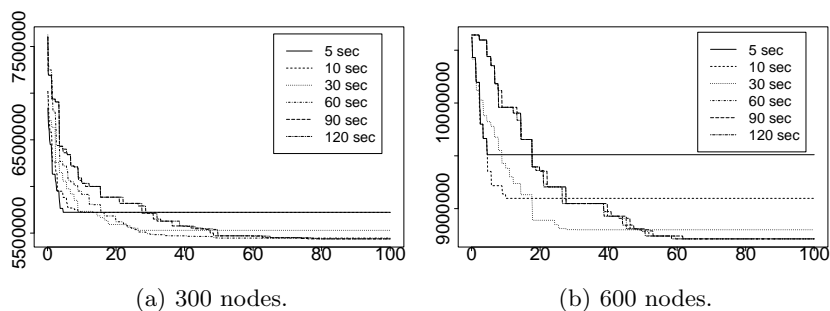 7500000
6500000
5500000
0 20 40 60 80 100
5 sec
10 sec
30 sec
60 sec
90 sec
120 sec
(a) 300 nodes.
10000000
9000000
0 20 40 60 80 100
5 sec
10 sec
30 sec
60 sec
90 sec
120 sec
(b) 600 nodes.